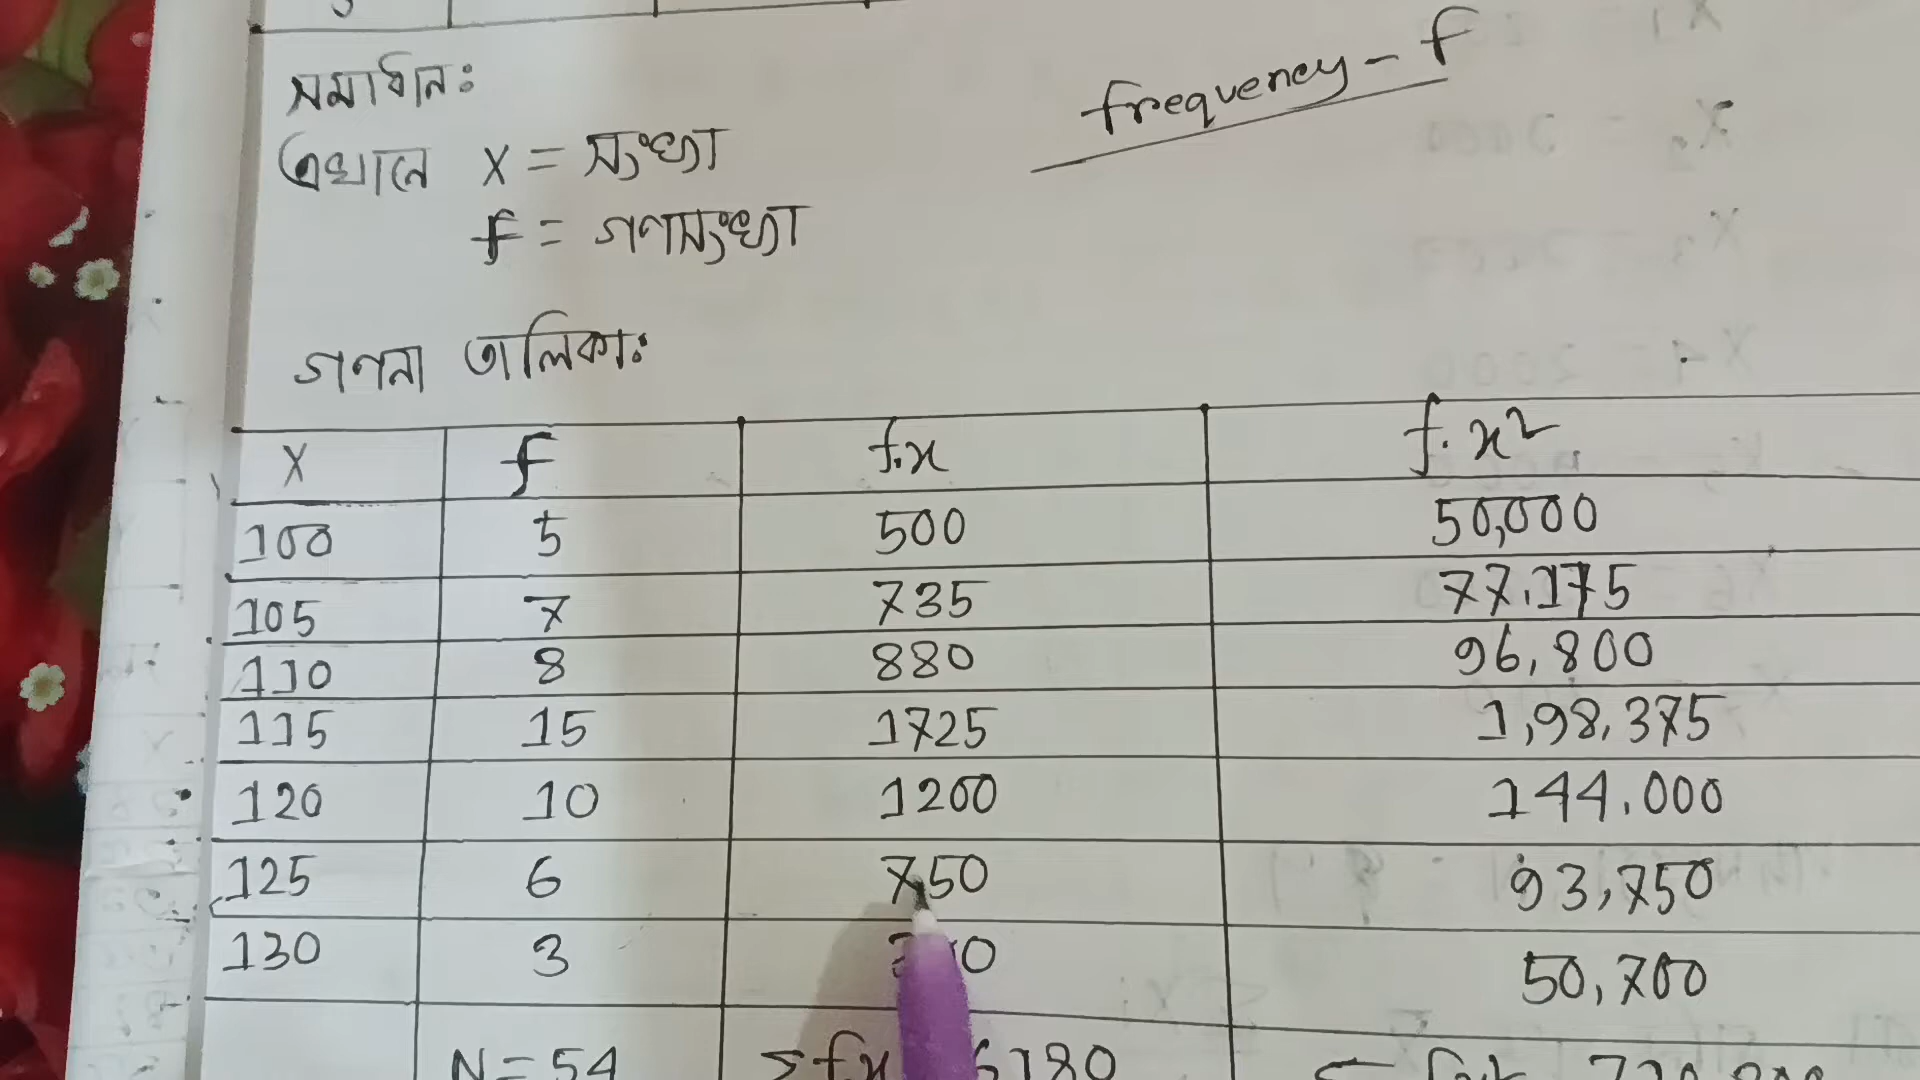 সমাধানঃ
frequency - f
এখানে X = সংখ্যা
f = গণসংখ্যা
গণনা তালিকাঃ
X f f.x f.x²
100 5 500 50,000
105 7 735 77.175
110 8 880 96,800
115 15 1725 1,98,375
120 10 1200 144.000
125 6 750 93,750
130 3 50,700
N = 54 Σfx 6180